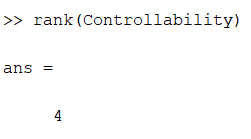 >> rank(Controllability)
ans =
4